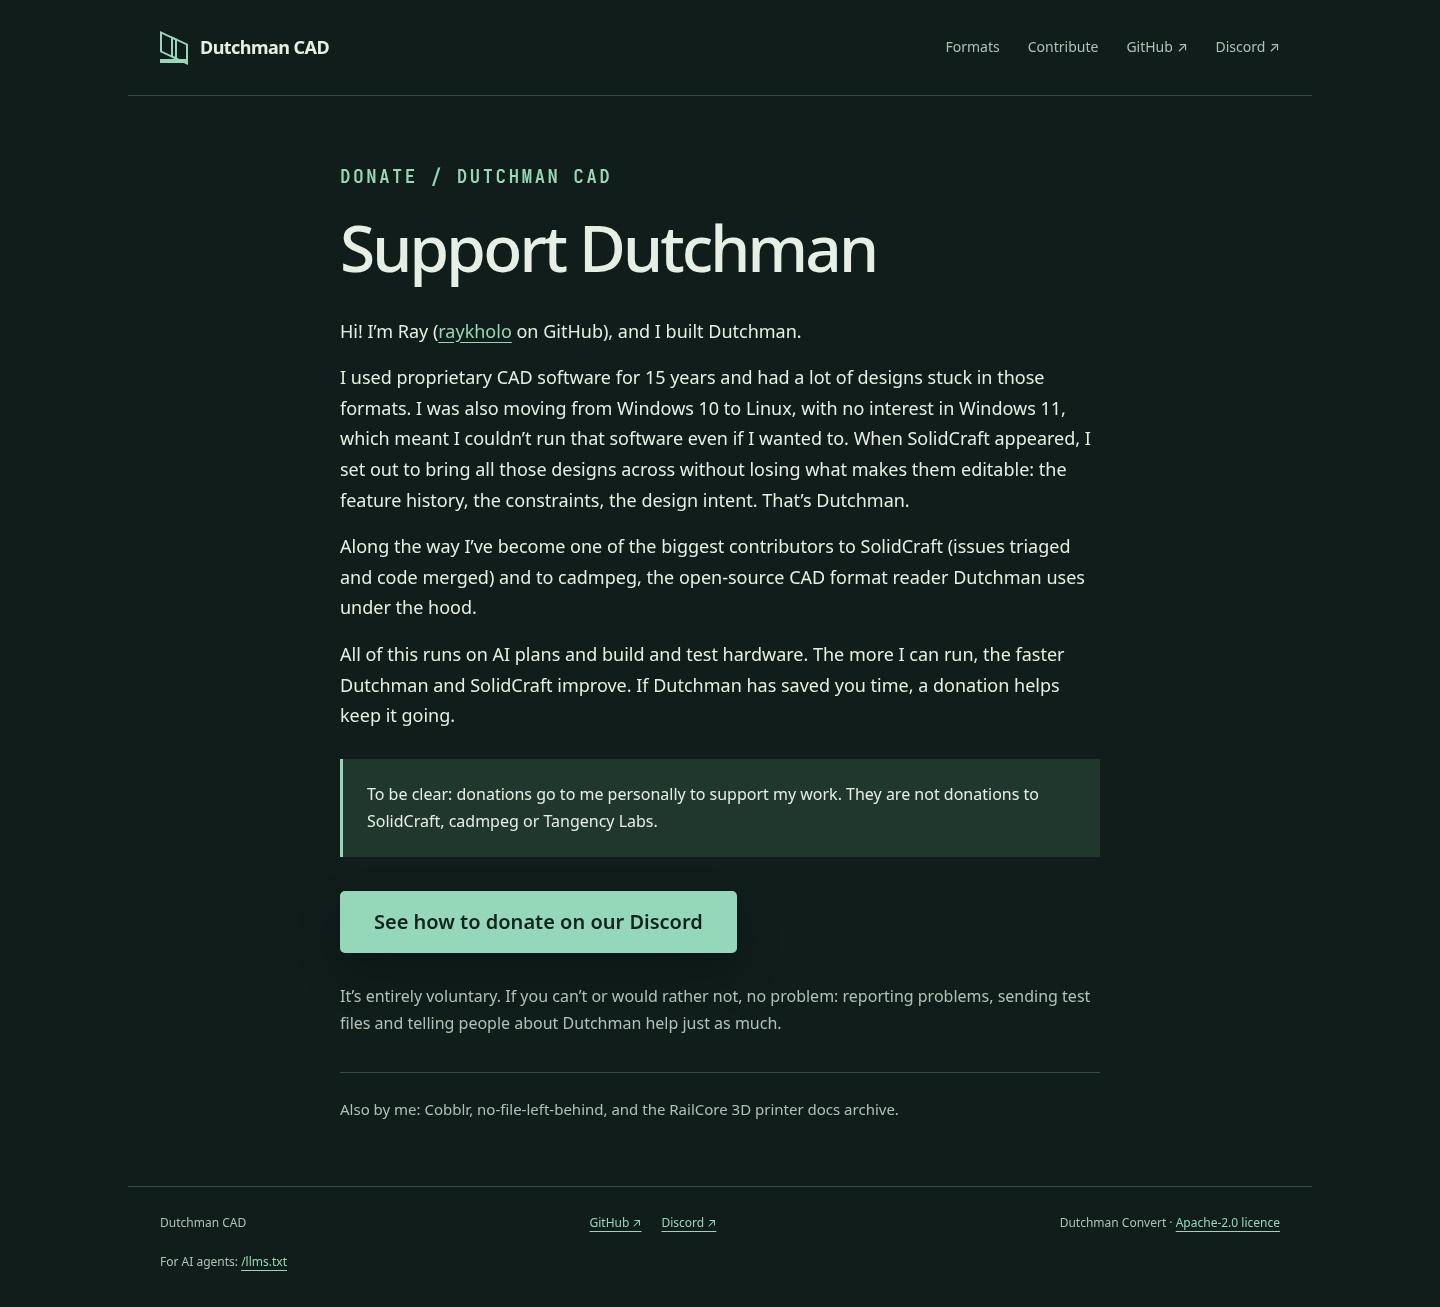 Dutchman CAD
Formats
Contribute
GitHub ↗
Discord ↗
DONATE / DUTCHMAN CAD
Support Dutchman
Hi! I’m Ray (raykholo on GitHub), and I built Dutchman.
I used proprietary CAD software for 15 years and had a lot of designs stuck in those
formats. I was also moving from Windows 10 to Linux, with no interest in Windows 11,
which meant I couldn’t run that software even if I wanted to. When SolidCraft appeared, I
set out to bring all those designs across without losing what makes them editable: the
feature history, the constraints, the design intent. That’s Dutchman.
Along the way I’ve become one of the biggest contributors to SolidCraft (issues triaged
and code merged) and to cadmpeg, the open-source CAD format reader Dutchman uses
under the hood.
All of this runs on AI plans and build and test hardware. The more I can run, the faster
Dutchman and SolidCraft improve. If Dutchman has saved you time, a donation helps
keep it going.
To be clear: donations go to me personally to support my work. They are not donations to
SolidCraft, cadmpeg or Tangency Labs.
See how to donate on our Discord
It’s entirely voluntary. If you can’t or would rather not, no problem: reporting problems, sending test
files and telling people about Dutchman help just as much.
Also by me: Cobblr, no-file-left-behind, and the RailCore 3D printer docs archive.
Dutchman CAD
GitHub ↗
Discord ↗
Dutchman Convert · Apache-2.0 licence
For AI agents: /llms.txt